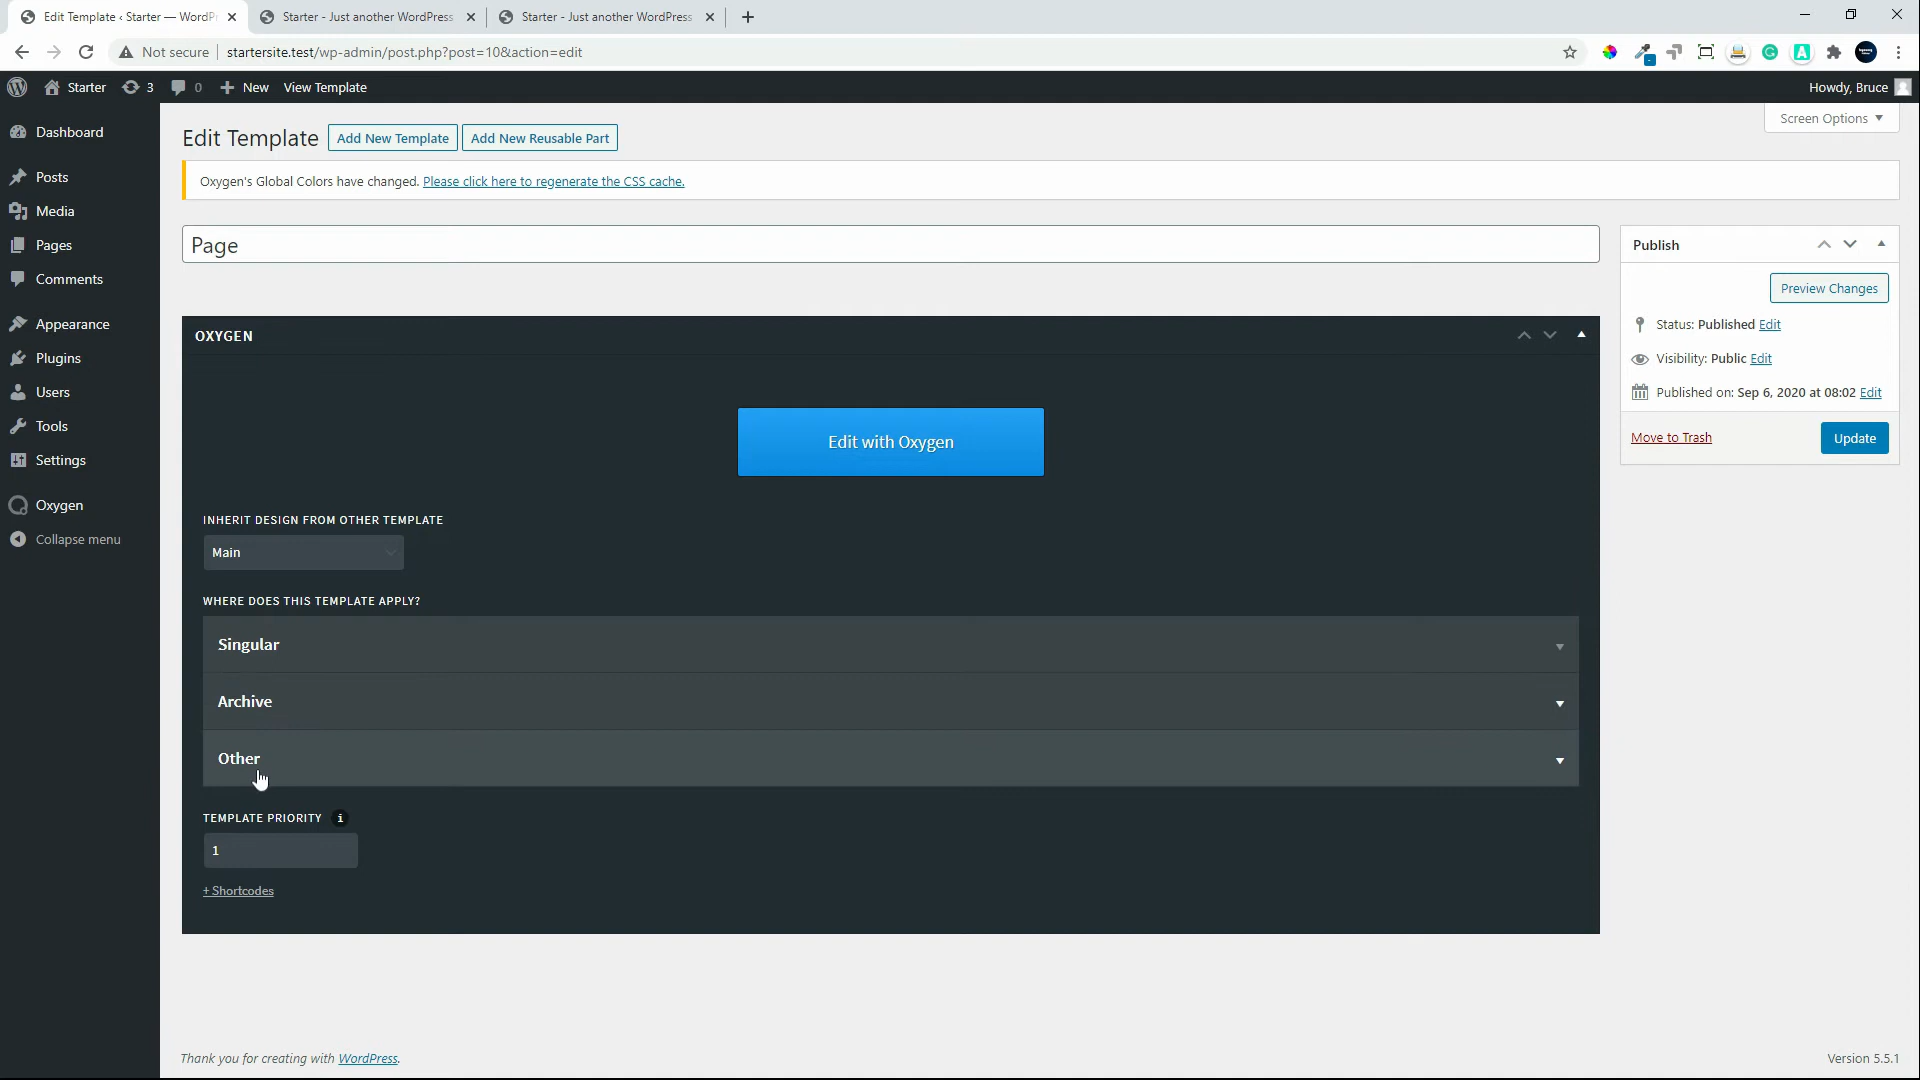 Edit Template ‹ Starter — WordPr
Starter - Just another WordPress
Starter - Just another WordPress
Not secure
startersite.test/wp-admin/post.php?post=10&action=edit
Starter
3
0
New
View Template
Howdy, Bruce
Dashboard
Posts
Media
Pages
Comments
Appearance
Plugins
Users
Tools
Settings
Oxygen
Collapse menu
Screen Options
Edit Template
Add New Template
Add New Reusable Part
Oxygen's Global Colors have changed. Please click here to regenerate the CSS cache.
Page
OXYGEN
Edit with Oxygen
INHERIT DESIGN FROM OTHER TEMPLATE
Main
WHERE DOES THIS TEMPLATE APPLY?
Singular
Archive
Other
TEMPLATE PRIORITY i
1
+ Shortcodes
Publish
Preview Changes
Status: Published Edit
Visibility: Public Edit
Published on: Sep 6, 2020 at 08:02 Edit
Move to Trash
Update
Thank you for creating with WordPress.
Version 5.5.1